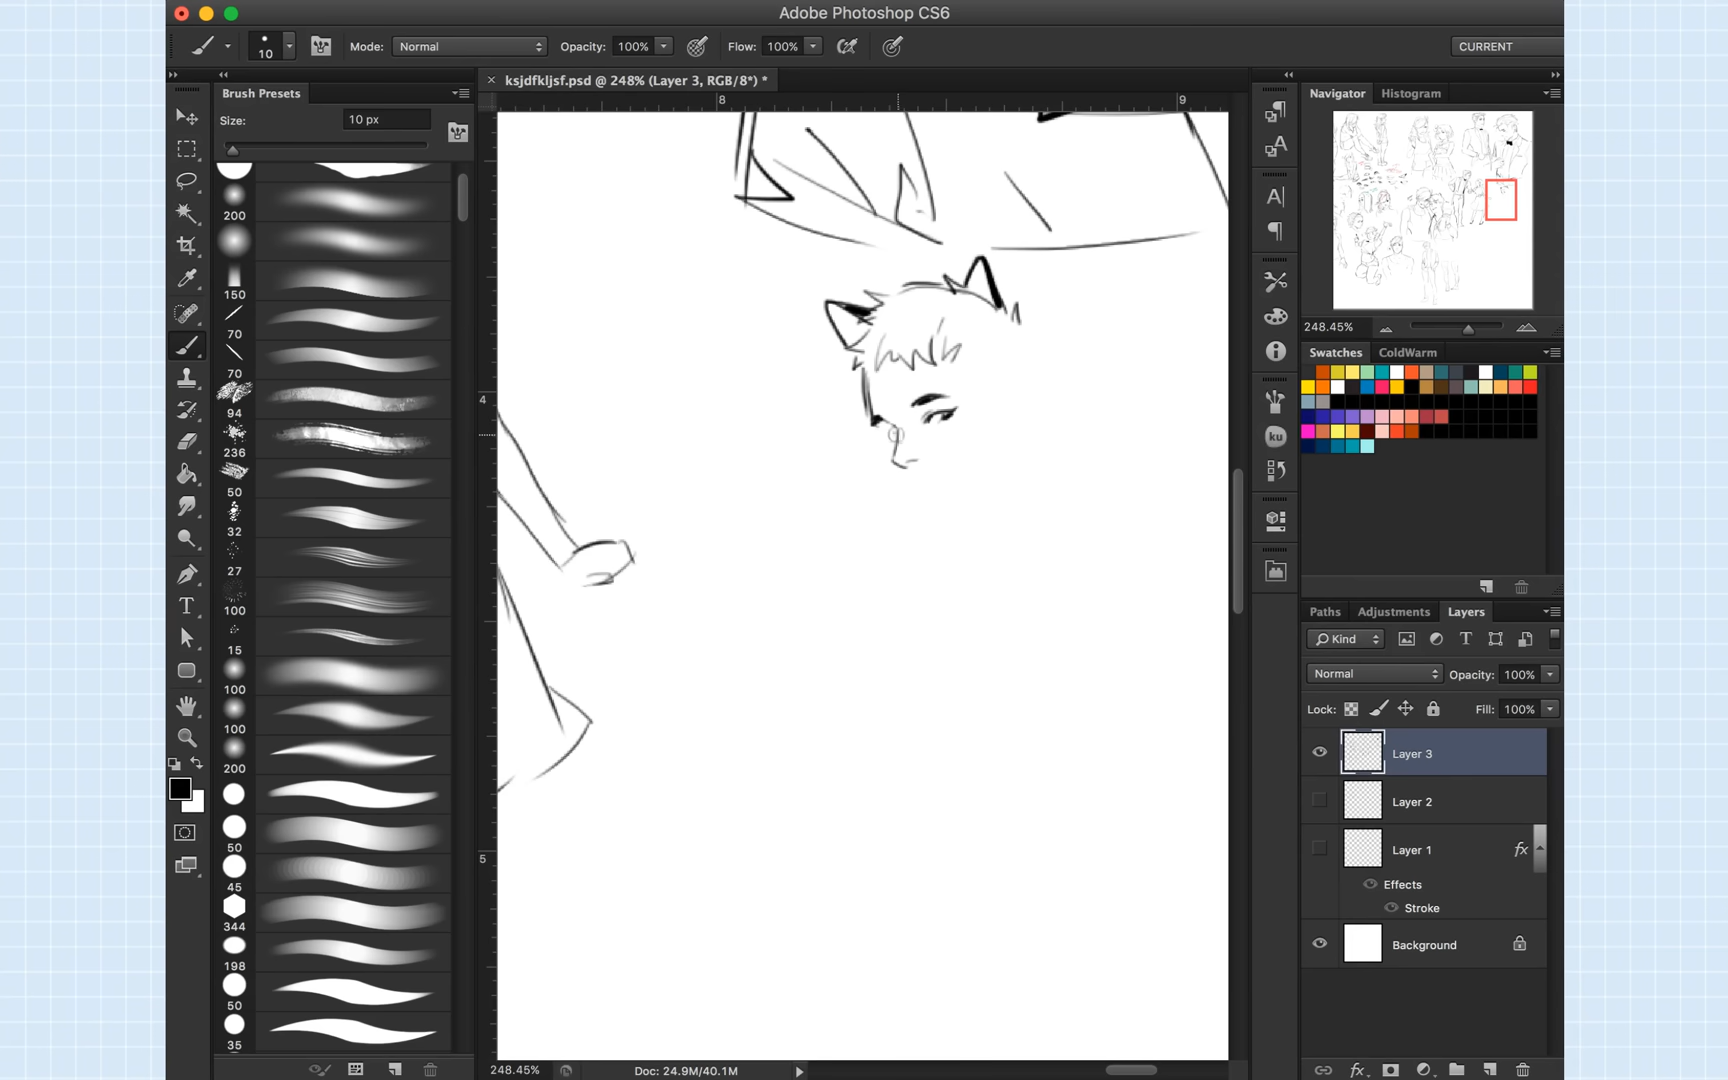 Adobe Photoshop CS6
10 Mode: Normal Opacity: 100% Flow: 100% CURRENT
Brush Presets
ksjdfkljsf.psd @ 248% (Layer 3, RGB/8*) *
Navigator Histogram
Size: 10 px
8 9
200
150
70
70
94
236
50
32
27
100
15
100
100
200
50
45
344
198
50
35
4
5
248.45%
Swatches ColdWarm
A
A|
ku
Paths Adjustments Layers
Kind
Normal Opacity: 100%
Lock: Fill: 100%
Layer 3
Layer 2
Layer 1 fx
Effects
Stroke
Background
248.45% Doc: 24.9M/40.1M
fx